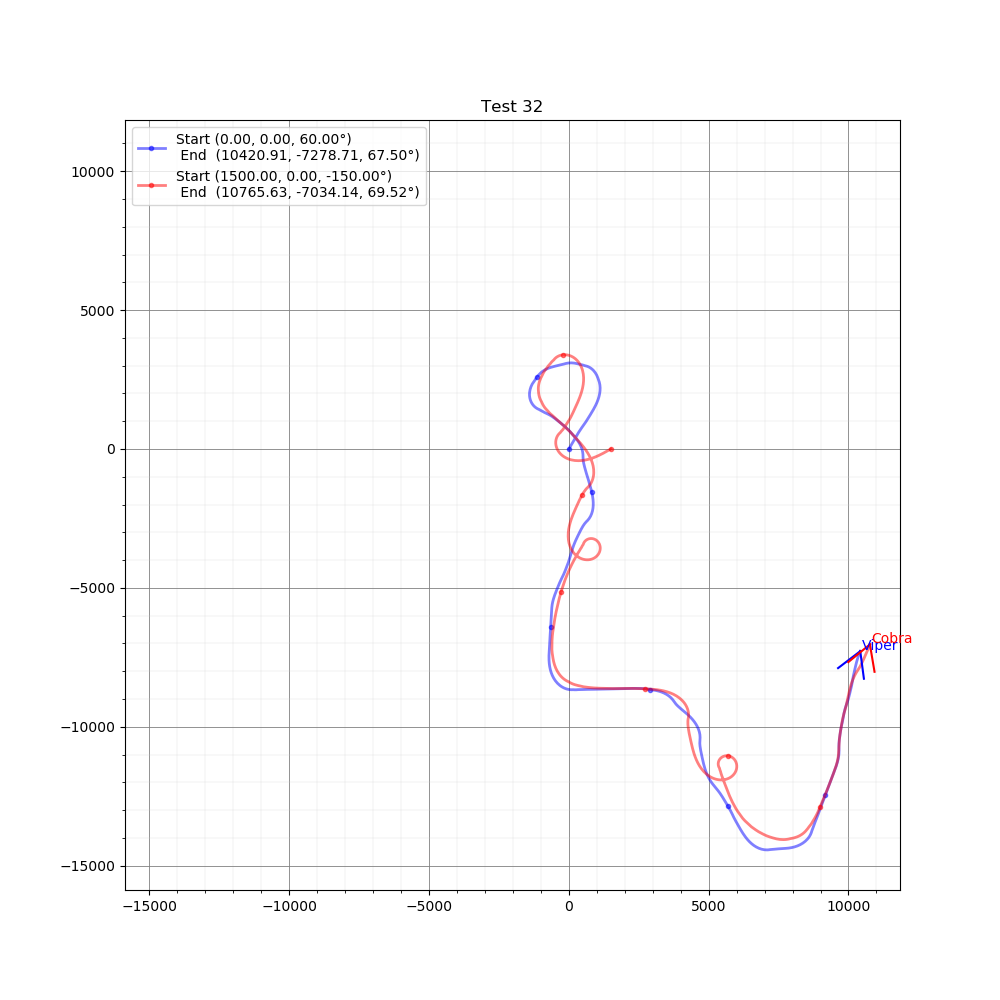 Test 32
Start (0.00, 0.00, 60.00°)
End (10420.91, -7278.71, 67.50°)
Start (1500.00, 0.00, -150.00°)
End (10765.63, -7034.14, 69.52°)
10000
5000
0
−5000
−10000
−15000
Cobra
Viper
−15000
−10000
−5000
0
5000
10000